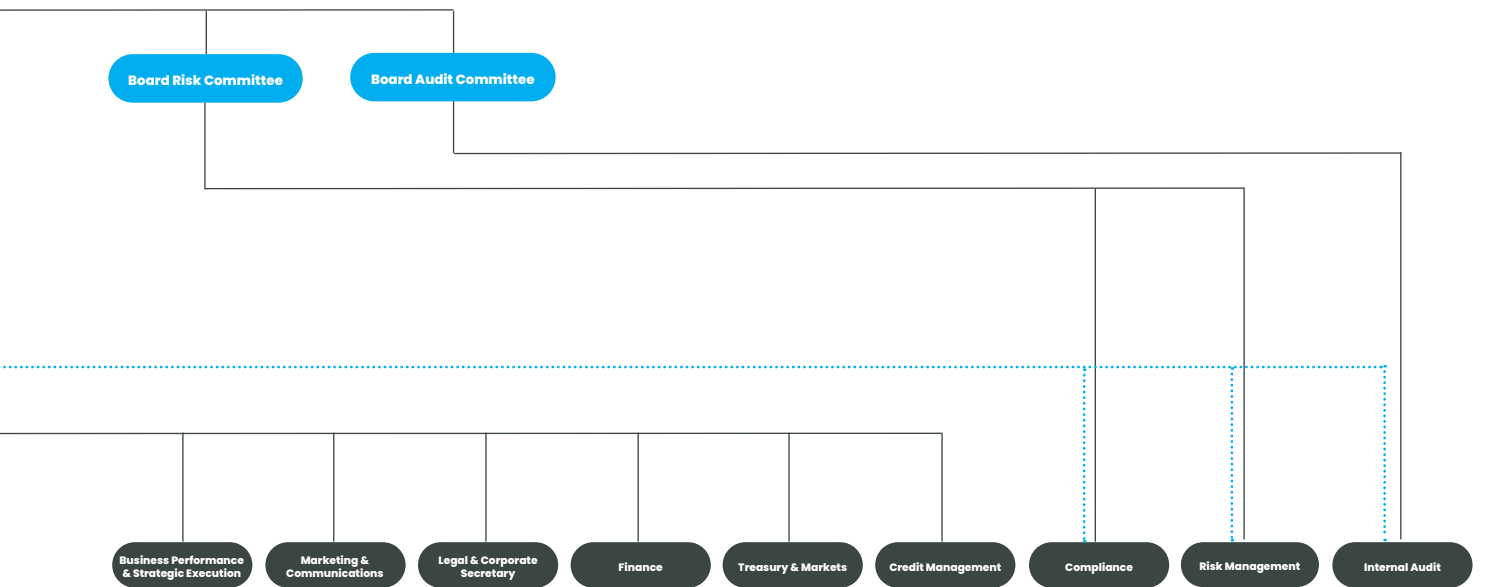 Board Risk Committee
Board Audit Committee
Business Performance
& Strategic Execution
Marketing &
Communications
Legal & Corporate
Secretary
Finance
Treasury & Markets
Credit Management
Compliance
Risk Management
Internal Audit